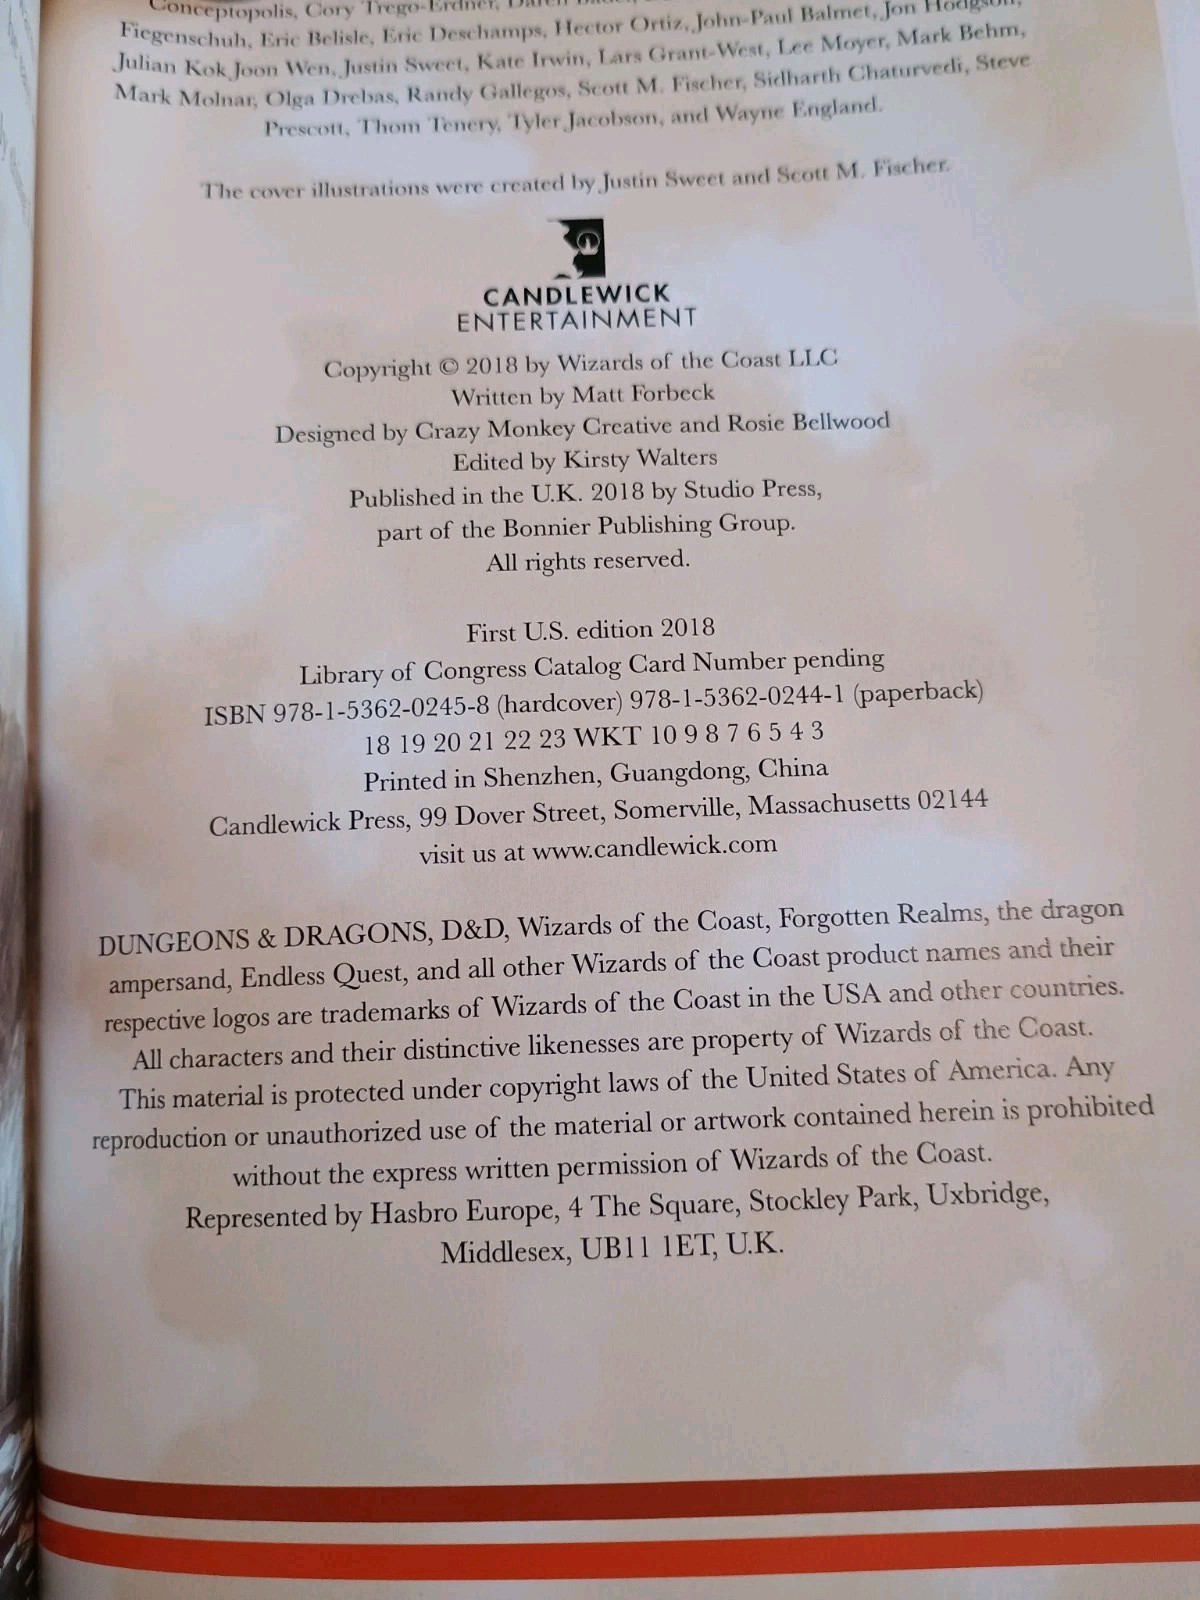 Conceptopolis, Cory Trego-Erdner,
Fiegenschuh, Eric Belisle, Eric Deschamps, Hector Ortiz, John-Paul Balmet, Jon Hodgson,
Julian Kok Joon Wen, Justin Sweet, Kate Irwin, Lars Grant-West, Lee Moyer, Mark Behm,
Mark Molnar, Olga Drebas, Randy Gallegos, Scott M. Fischer, Sidharth Chaturvedi, Steve
Prescott, Thom Tenery, Tyler Jacobson, and Wayne England.
The cover illustrations were created by Justin Sweet and Scott M. Fischer.
CANDLEWICK
ENTERTAINMENT
Copyright © 2018 by Wizards of the Coast LLC
Written by Matt Forbeck
Designed by Crazy Monkey Creative and Rosie Bellwood
Edited by Kirsty Walters
Published in the U.K. 2018 by Studio Press,
part of the Bonnier Publishing Group.
All rights reserved.
First U.S. edition 2018
Library of Congress Catalog Card Number pending
ISBN 978-1-5362-0245-8 (hardcover) 978-1-5362-0244-1 (paperback)
18 19 20 21 22 23 WKT 10 9 8 7 6 5 4 3
Printed in Shenzhen, Guangdong, China
Candlewick Press, 99 Dover Street, Somerville, Massachusetts 02144
visit us at www.candlewick.com
DUNGEONS & DRAGONS, D&D, Wizards of the Coast, Forgotten Realms, the dragon
ampersand, Endless Quest, and all other Wizards of the Coast product names and their
respective logos are trademarks of Wizards of the Coast in the USA and other countries.
All characters and their distinctive likenesses are property of Wizards of the Coast.
This material is protected under copyright laws of the United States of America. Any
reproduction or unauthorized use of the material or artwork contained herein is prohibited
without the express written permission of Wizards of the Coast.
Represented by Hasbro Europe, 4 The Square, Stockley Park, Uxbridge,
Middlesex, UB11 1ET, U.K.